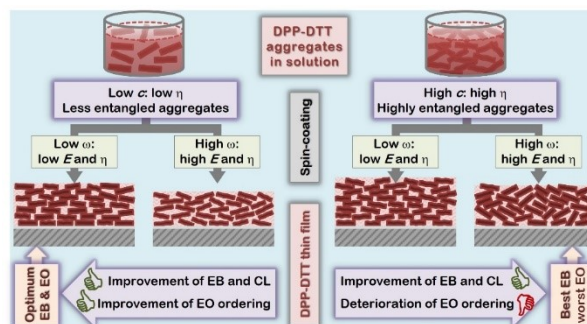 DPP-DTT
aggregates
in solution
Low c: low η
Less entangled aggregates
High c: high η
Highly entangled aggregates
Low ω:
low E and η
High ω:
high E and η
Spin-coating
Low ω:
low E and η
High ω:
high E and η
DPP-DTT thin film
Optimum
EB & EO
Improvement of EB and CL
Improvement of EO ordering
Improvement of EB and CL
Deterioration of EO ordering
Best EB
worst EO